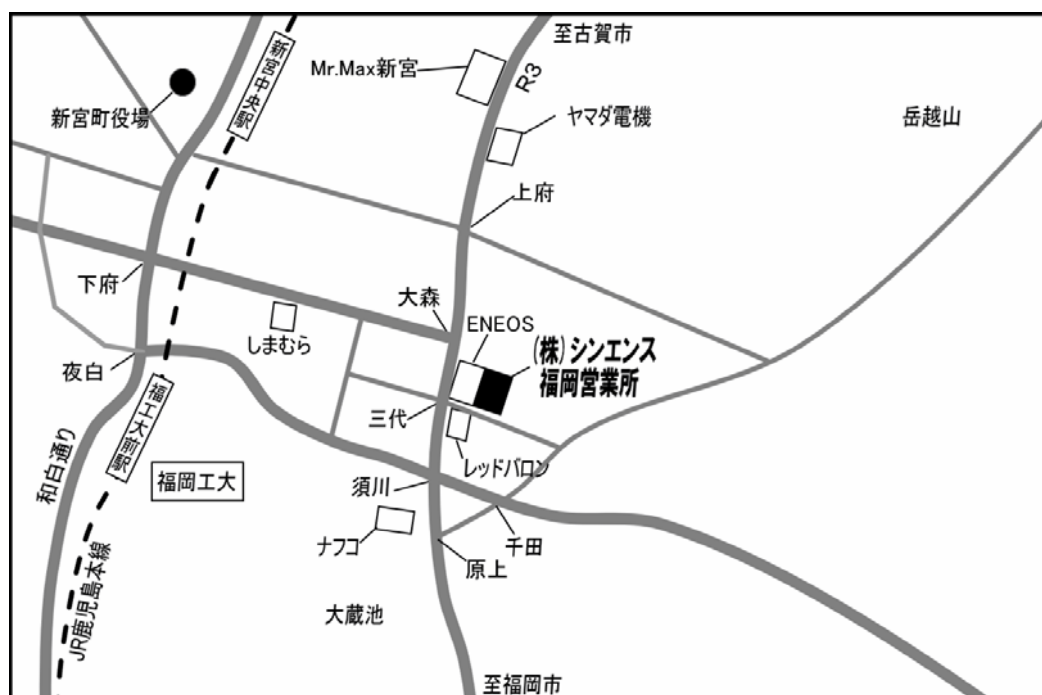 至古賀市
新宮中央駅
Mr.Max新宮
R3
新宮町役場
ヤマダ電機
岳越山
上府
下府
大森
ENEOS
しまむら
(株)シンエンス
福岡営業所
夜白
三代
福工大前駅
和白通り
福岡工大
レッドバロン
須川
ナフコ
千田
原上
JR鹿児島本線
大蔵池
至福岡市